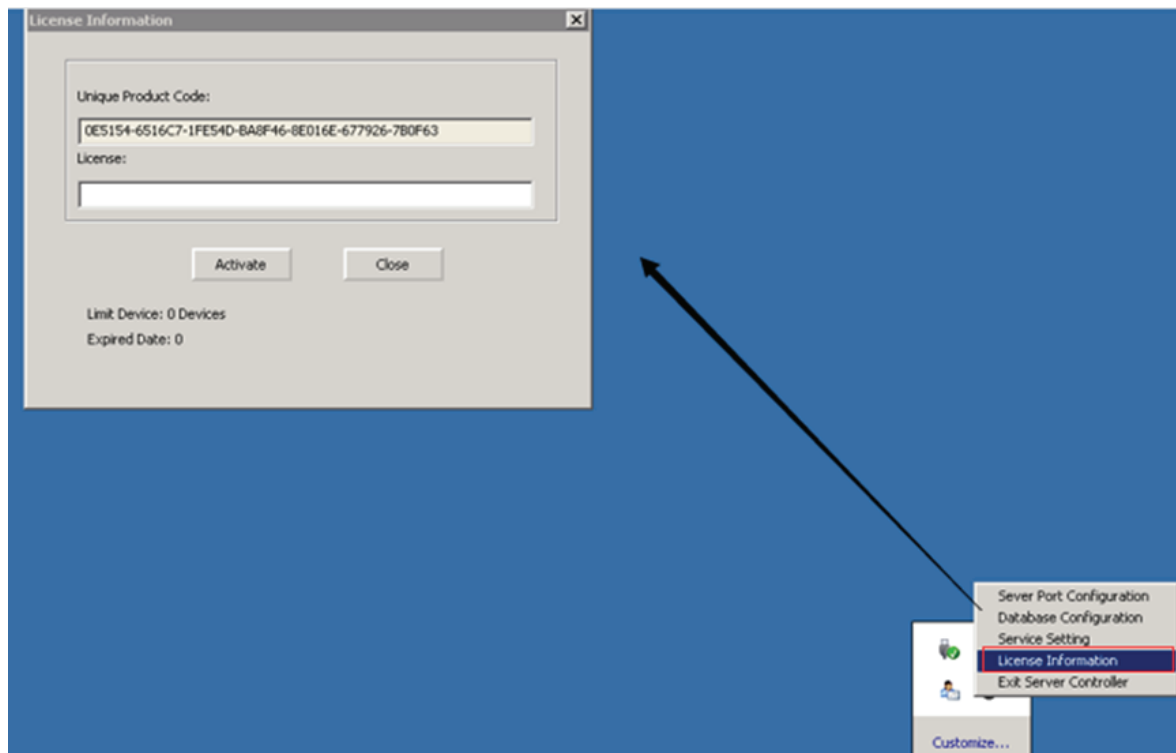 License Information
Unique Product Code:
0E5154-6516C7-1FE54D-BA8F46-8E016E-677926-7B0F63
License:
Activate
Close
Limit Device: 0 Devices
Expired Date: 0
Sever Port Configuration
Database Configuration
Service Setting
License Information
Exit Server Controller
Customize...